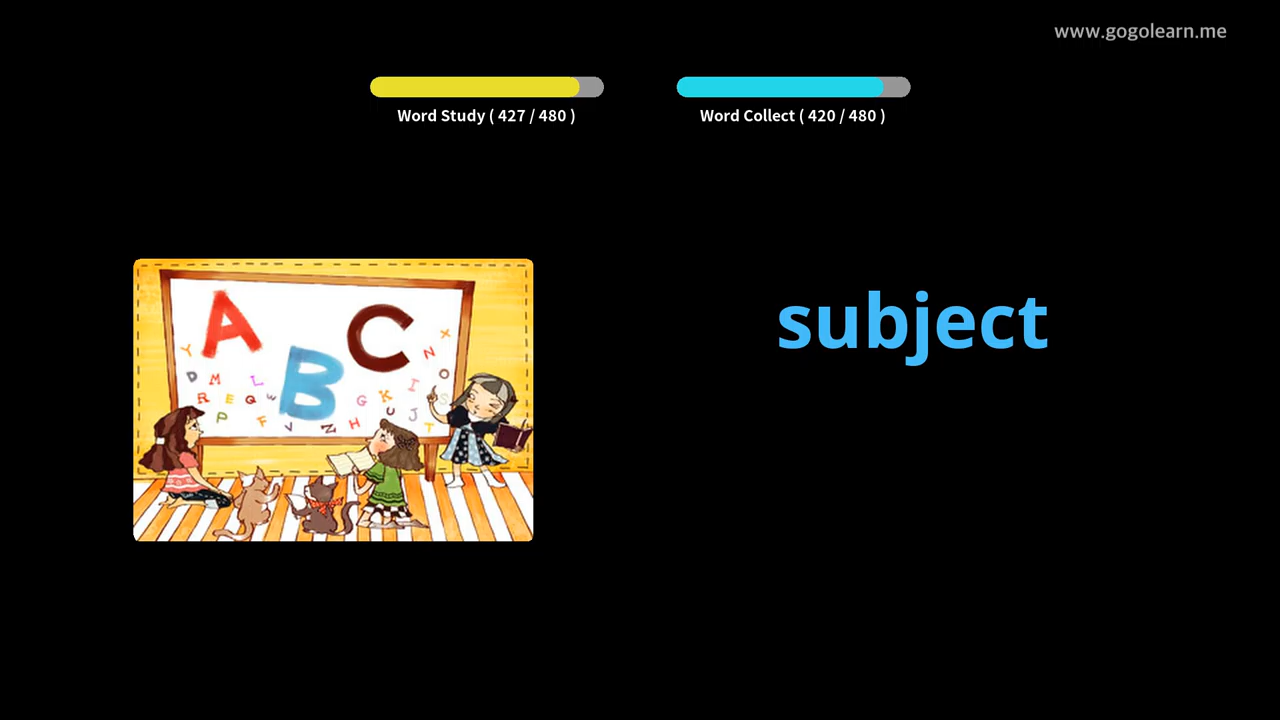 www.gogolearn.me
Word Study ( 427 / 480 )
Word Collect ( 420 / 480 )
subject
A B C
Y X
D M L N O
R E Q W G K I S
P F V Z H U J T